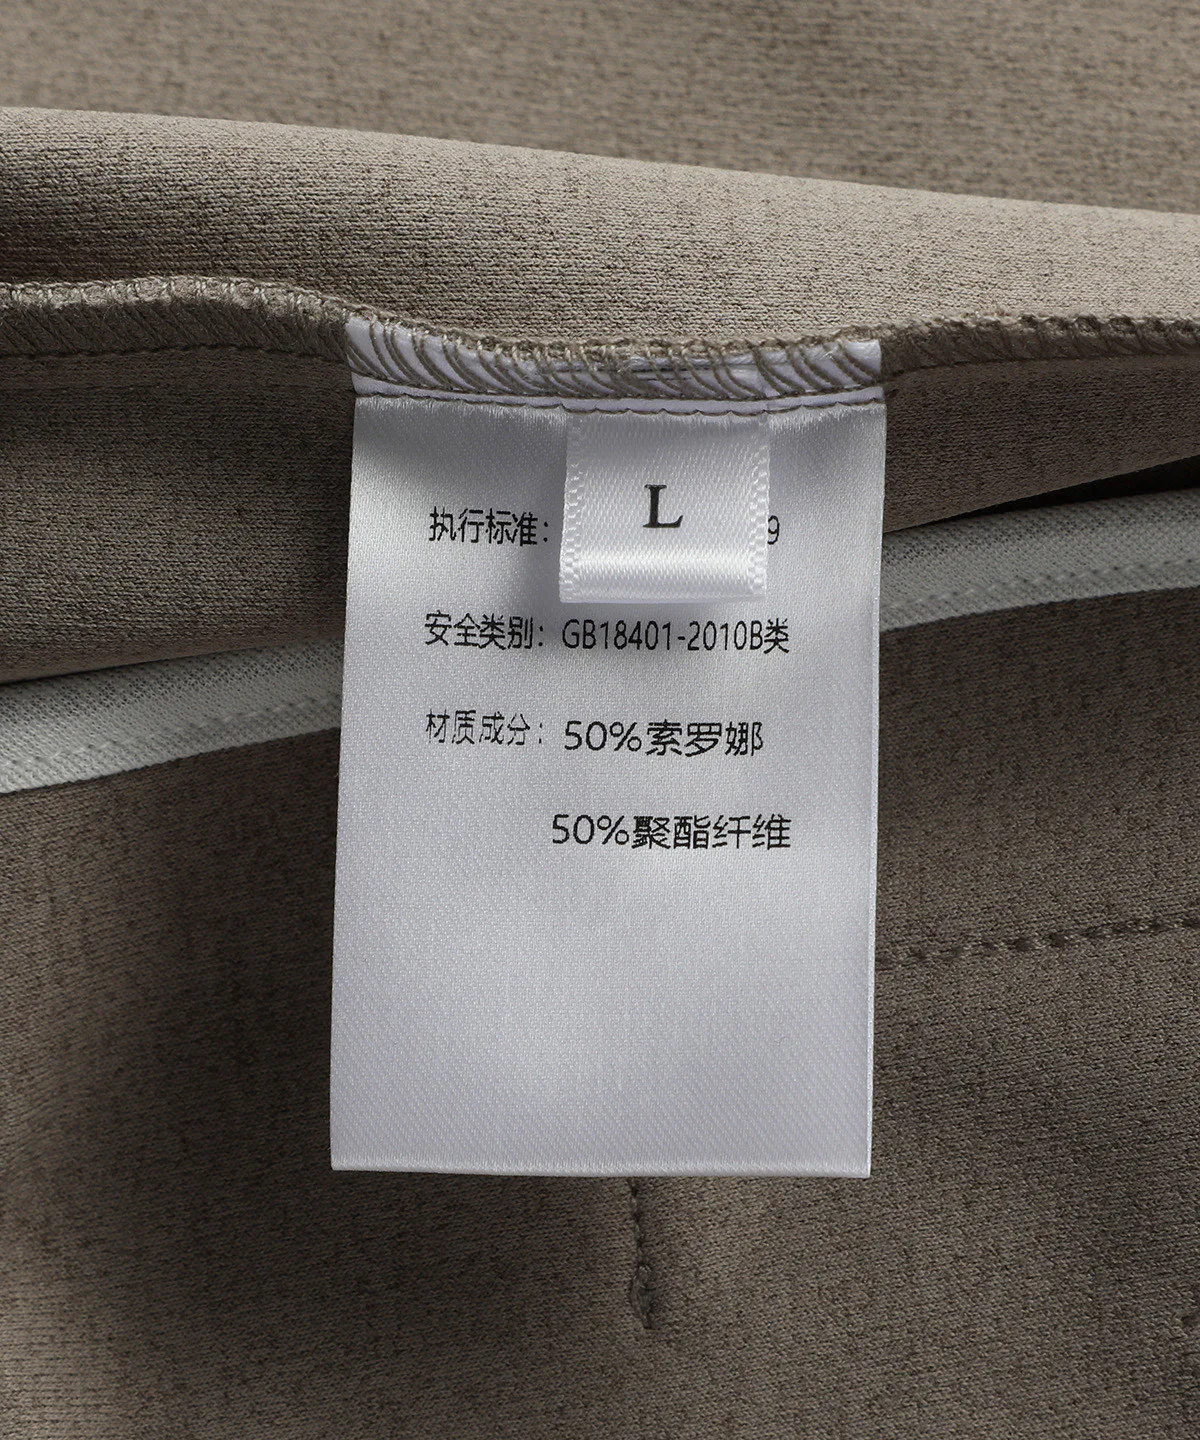 L
执行标准: 9
安全类别: GB18401-2010B类
材质成分: 50%索罗娜
50%聚酯纤维